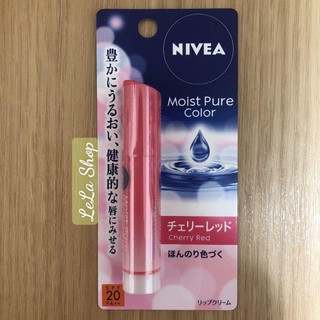 NIVEA
Moist Pure
Color
豊かにうるおい、健康的な
唇にみせる
チェリーレッド
Cherry Red
ほんのり色づく
リップクリーム
SPF
20
PA++
LeLa Shop